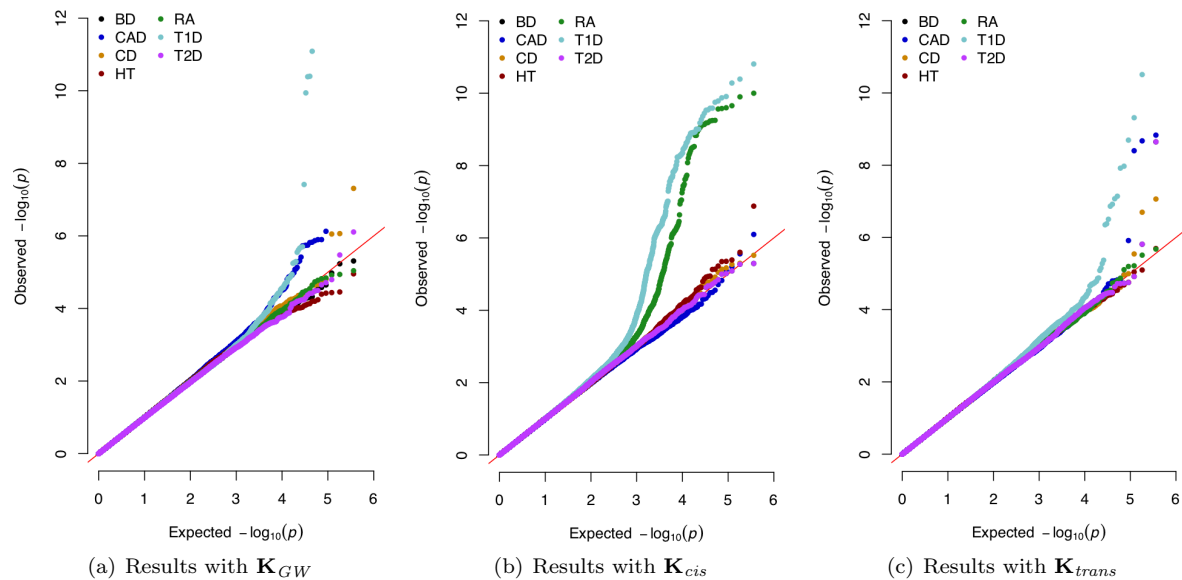 12
10
8
6
4
2
0
Observed −log10(p)
BD
CAD
CD
HT
RA
T1D
T2D
0 1 2 3 4 5 6
Expected −log10(p)
(a) Results with K_GW
12
10
8
6
4
2
0
Observed −log10(p)
BD
CAD
CD
HT
RA
T1D
T2D
0 1 2 3 4 5 6
Expected −log10(p)
(b) Results with K_cis
12
10
8
6
4
2
0
Observed −log10(p)
BD
CAD
CD
HT
RA
T1D
T2D
0 1 2 3 4 5 6
Expected −log10(p)
(c) Results with K_trans